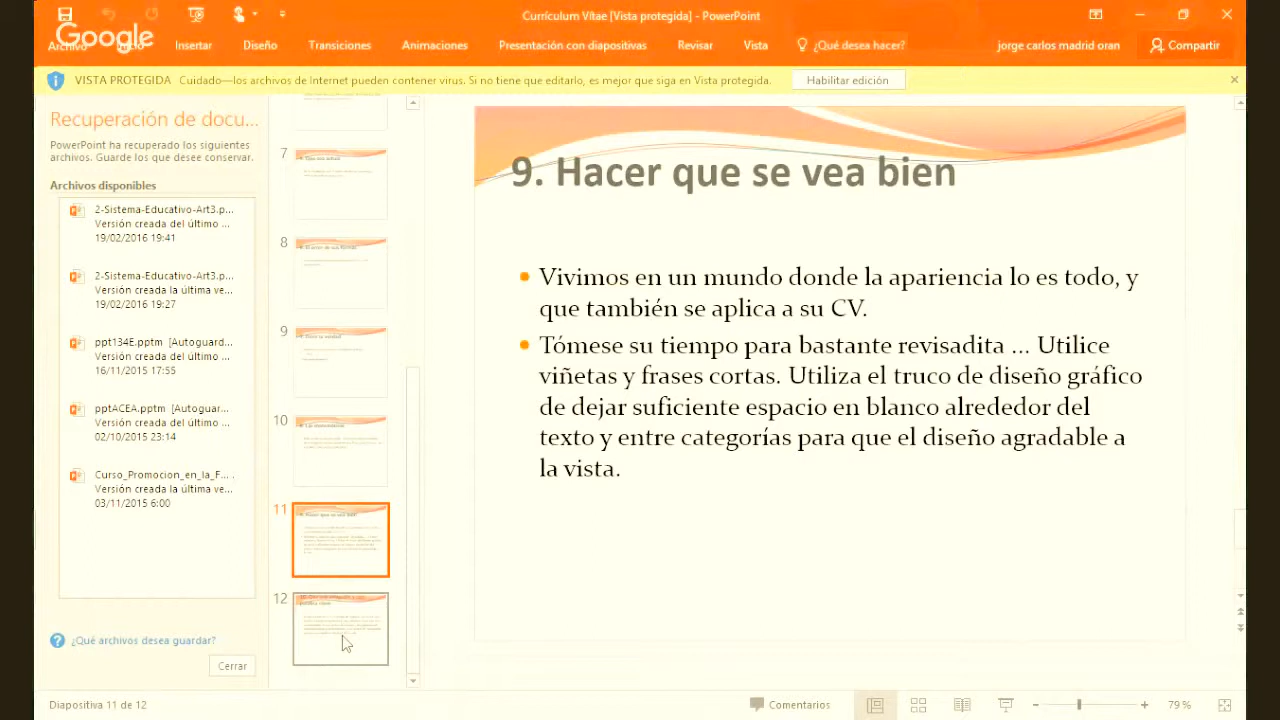 Currículum Vítae [Vista protegida] - PowerPoint
Google
Archivo
Insertar
Diseño
Transiciones
Animaciones
Presentación con diapositivas
Revisar
Vista
¿Qué desea hacer?
jorge carlos madrid oran
Compartir
VISTA PROTEGIDA Cuidado—los archivos de Internet pueden contener virus. Si no tiene que editarlo, es mejor que siga en Vista protegida.
Habilitar edición
Recuperación de docu...
PowerPoint ha recuperado los siguientes
archivos. Guarde los que desee conservar.
Archivos disponibles
2-Sistema-Educativo-Art3.p...
Versión creada del último ...
19/02/2016 19:41
2-Sistema-Educativo-Art3.p...
Versión creada la última ve...
19/02/2016 19:27
ppt134E.pptm [Autoguard...
Versión creada del último ...
16/11/2015 17:55
pptACEA.pptm [Autoguar...
Versión creada del último ...
02/10/2015 23:14
Curso_Promocion_en_la_F...
Versión creada la última ve...
03/11/2015 6:00
¿Qué archivos desea guardar?
Cerrar
7
8
9
10
11
12
9. Hacer que se vea bien
Vivimos en un mundo donde la apariencia lo es todo, y
que también se aplica a su CV.
Tómese su tiempo para bastante revisadita ... Utilice
viñetas y frases cortas. Utiliza el truco de diseño gráfico
de dejar suficiente espacio en blanco alrededor del
texto y entre categorías para que el diseño agradable a
la vista.
Diapositiva 11 de 12
Comentarios
79 %